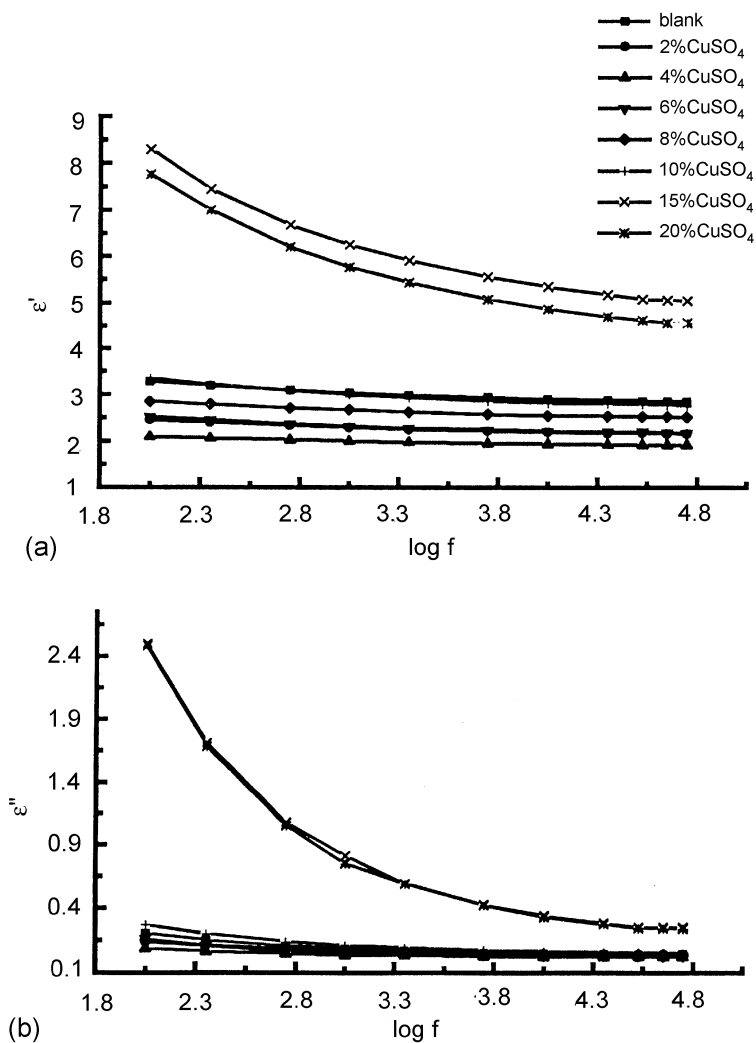 blank
2%CuSO₄
4%CuSO₄
6%CuSO₄
8%CuSO₄
10%CuSO₄
15%CuSO₄
20%CuSO₄
9
8
7
6
5
4
3
2
1
ε'
1.8 2.3 2.8 3.3 3.8 4.3 4.8
(a)
log f
2.4
1.9
1.4
0.9
0.4
0.1
ε"
1.8 2.3 2.8 3.3 3.8 4.3 4.8
(b)
log f